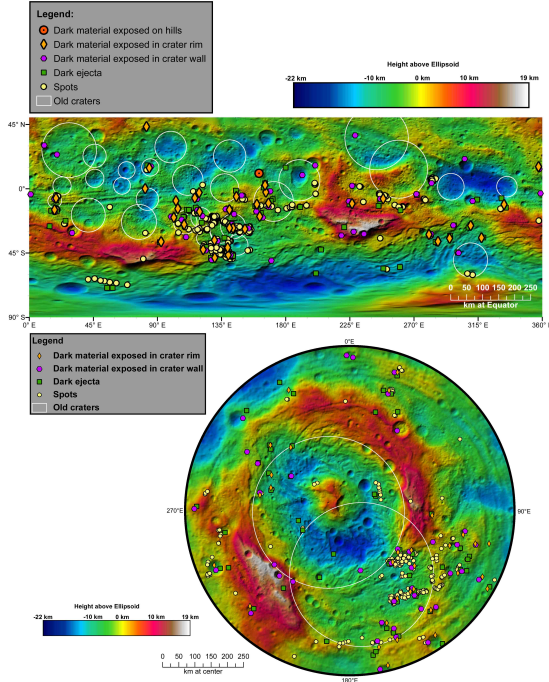 Legend:
Dark material exposed on hills
Dark material exposed in crater rim
Dark material exposed in crater wall
Dark ejecta
Spots
Old craters
Height above Ellipsoid
-22 km -10 km 0 km 10 km 19 km
45° N
0°
45° S
90° S
0 50 100 150 200 250
km at Equator
0° E 45° E 90° E 135° E 180° E 225° E 270° E 315° E 360° E
Legend
Dark material exposed in crater rim
Dark material exposed in crater wall
Dark ejecta
Spots
Old craters
0°E
270°E
90°E
180°E
Height above Ellipsoid
-22 km -10 km 0 km 10 km 19 km
0 50 100 150 200 250
km at center